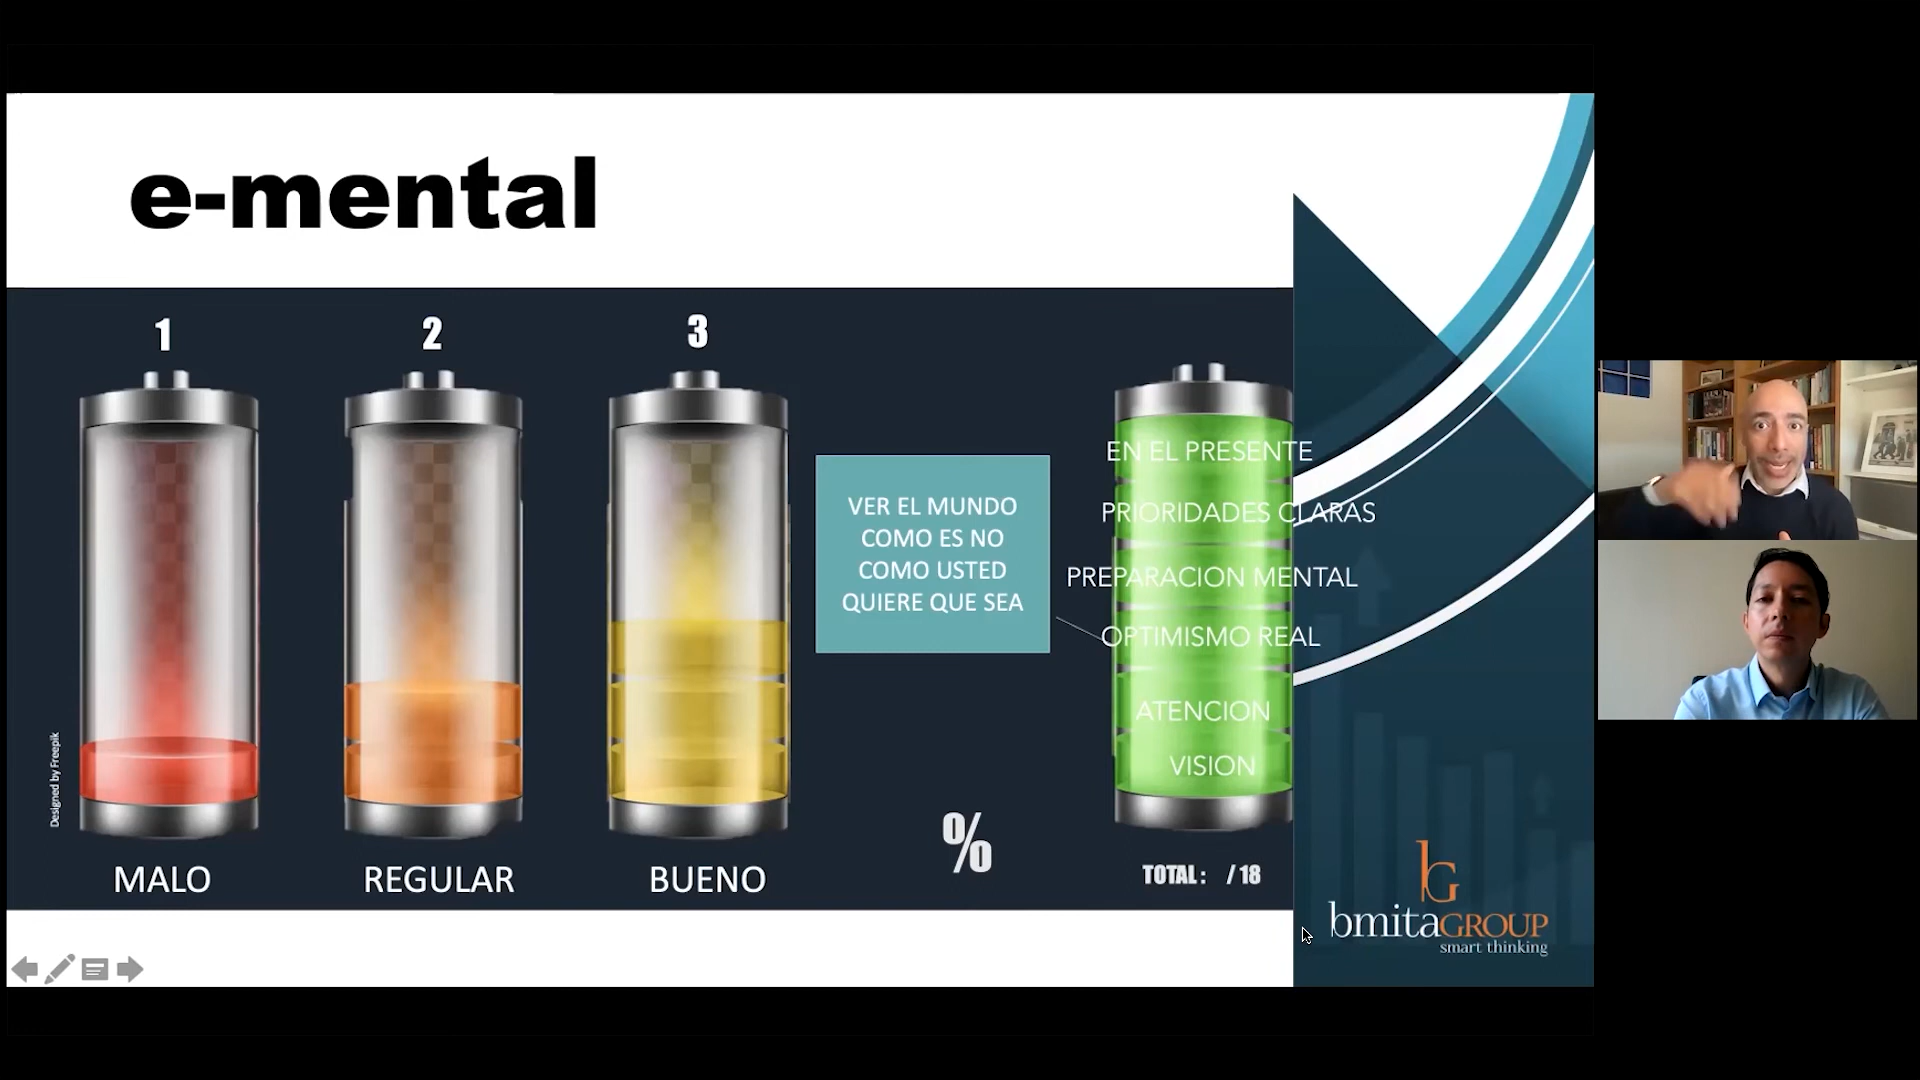 e-mental
1
2
3
MALO
REGULAR
BUENO
Designed by Freepik
VER EL MUNDO
COMO ES NO
COMO USTED
QUIERE QUE SEA
%
EN EL PRESENTE
PRIORIDADES CLARAS
PREPARACION MENTAL
OPTIMISMO REAL
ATENCION
VISION
TOTAL : / 18
bG
bmitaGROUP
smart thinking